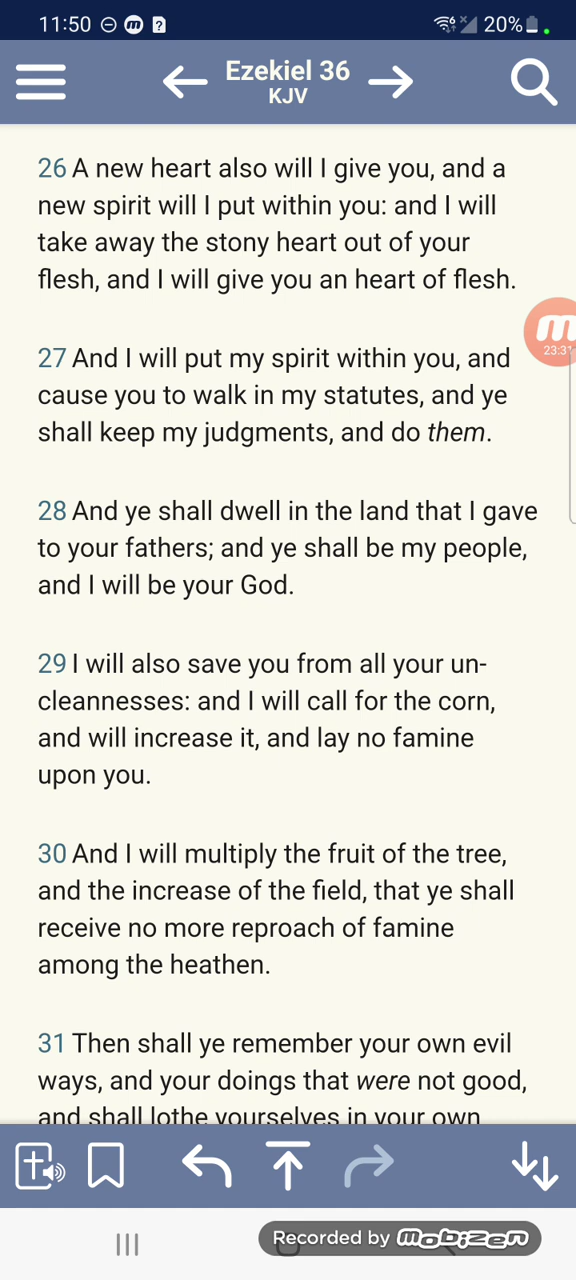 11:50 m ? 6 20%
Ezekiel 36
KJV
26 A new heart also will I give you, and a
new spirit will I put within you: and I will
take away the stony heart out of your
flesh, and I will give you an heart of flesh.
m
23:31
27 And I will put my spirit within you, and
cause you to walk in my statutes, and ye
shall keep my judgments, and do them.
28 And ye shall dwell in the land that I gave
to your fathers; and ye shall be my people,
and I will be your God.
29 I will also save you from all your un-
cleannesses: and I will call for the corn,
and will increase it, and lay no famine
upon you.
30 And I will multiply the fruit of the tree,
and the increase of the field, that ye shall
receive no more reproach of famine
among the heathen.
31 Then shall ye remember your own evil
ways, and your doings that were not good,
and shall lothe yourselves in your own
Recorded by mobizen